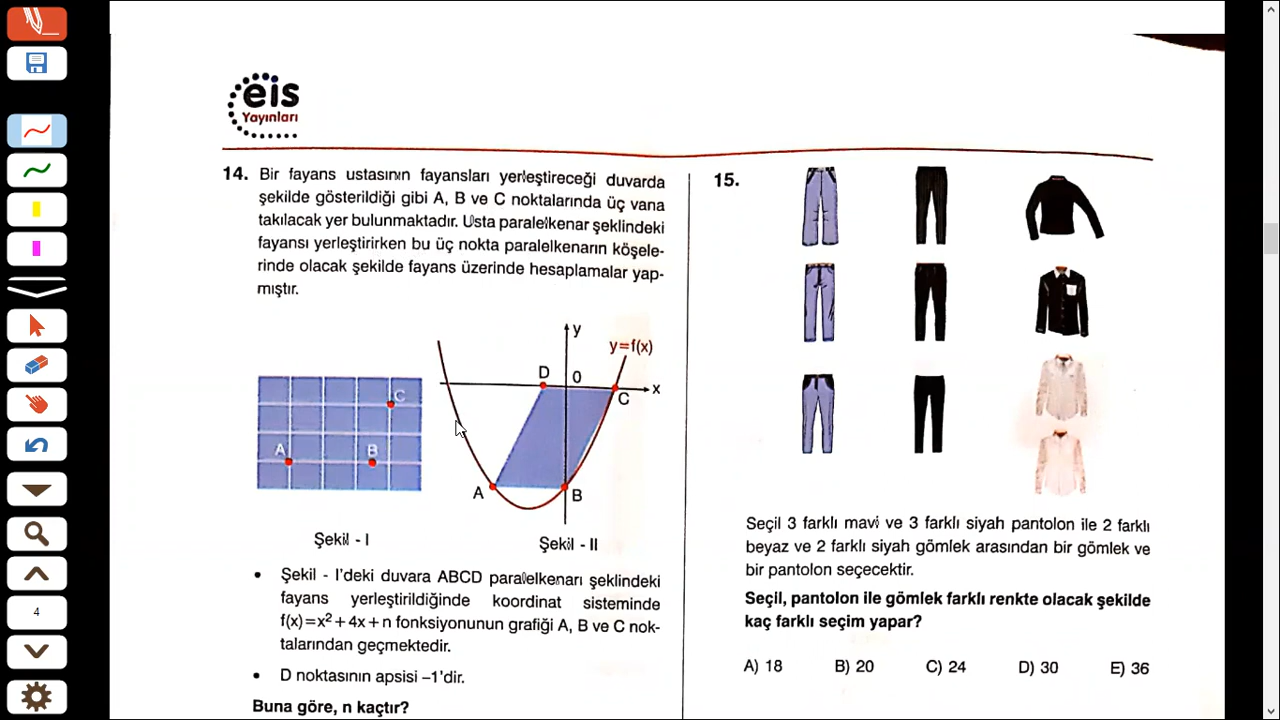 eis
Yayınları
14. Bir fayans ustasının fayansları yerleştireceği duvarda
şekilde gösterildiği gibi A, B ve C noktalarında üç vana
takılacak yer bulunmaktadır. Usta paralelkenar şeklindeki
fayansı yerleştirirken bu üç nokta paralelkenarın köşele-
rinde olacak şekilde fayans üzerinde hesaplamalar yap-
mıştır.
C
A
B
Şekil - I
y
y=f(x)
D
0
x
C
A
B
Şekil - II
• Şekil - I'deki duvara ABCD paralelkenarı şeklindeki
fayans yerleştirildiğinde koordinat sisteminde
f(x)=x²+4x+n fonksiyonunun grafiği A, B ve C nok-
talarından geçmektedir.
• D noktasının apsisi –1'dir.
Buna göre, n kaçtır?
15.
Seçil 3 farklı mavi ve 3 farklı siyah pantolon ile 2 farklı
beyaz ve 2 farklı siyah gömlek arasından bir gömlek ve
bir pantolon seçecektir.
Seçil, pantolon ile gömlek farklı renkte olacak şekilde
kaç farklı seçim yapar?
A) 18 B) 20 C) 24 D) 30 E) 36
4